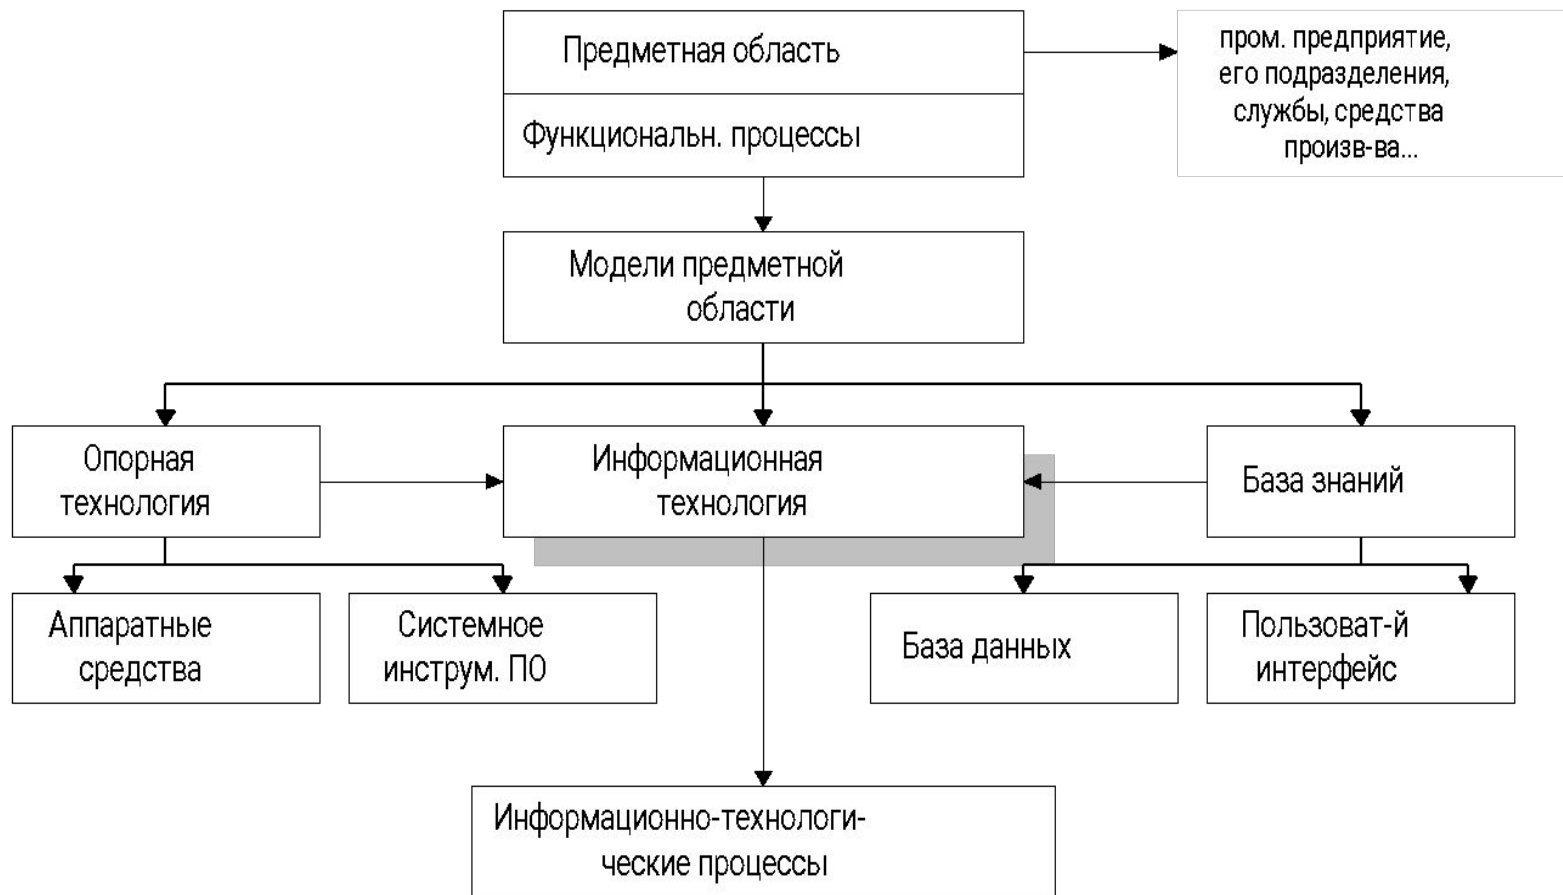 Предметная область
Функциональн. процессы
пром. предприятие,
его подразделения,
службы, средства
произв-ва...
Модели предметной
области
Опорная
технология
Информационная
технология
База знаний
Аппаратные
средства
Системное
инструм. ПО
База данных
Пользоват-й
интерфейс
Информационно-технологи-
ческие процессы